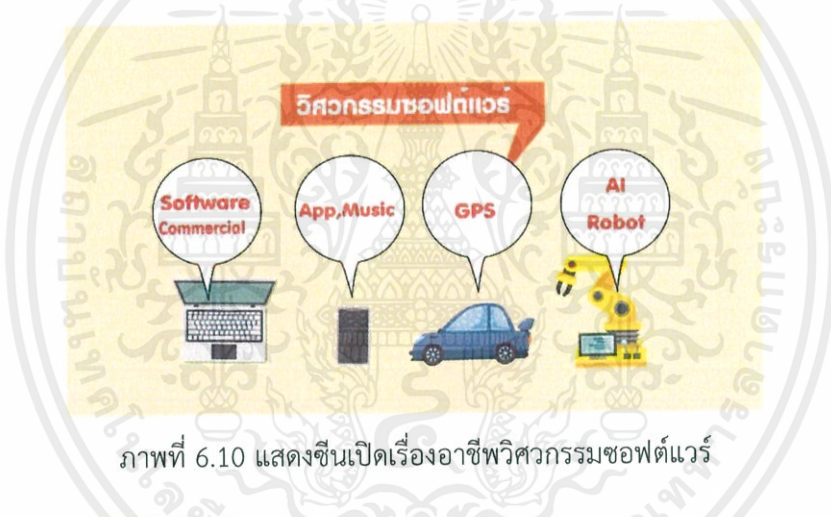 วิศวกรรมซอฟต์แวร์
Software
Commercial
App,Music
GPS
AI
Robot
ภาพที่ 6.10 แสดงซีนเปิดเรื่องอาชีพวิศวกรรมซอฟต์แวร์